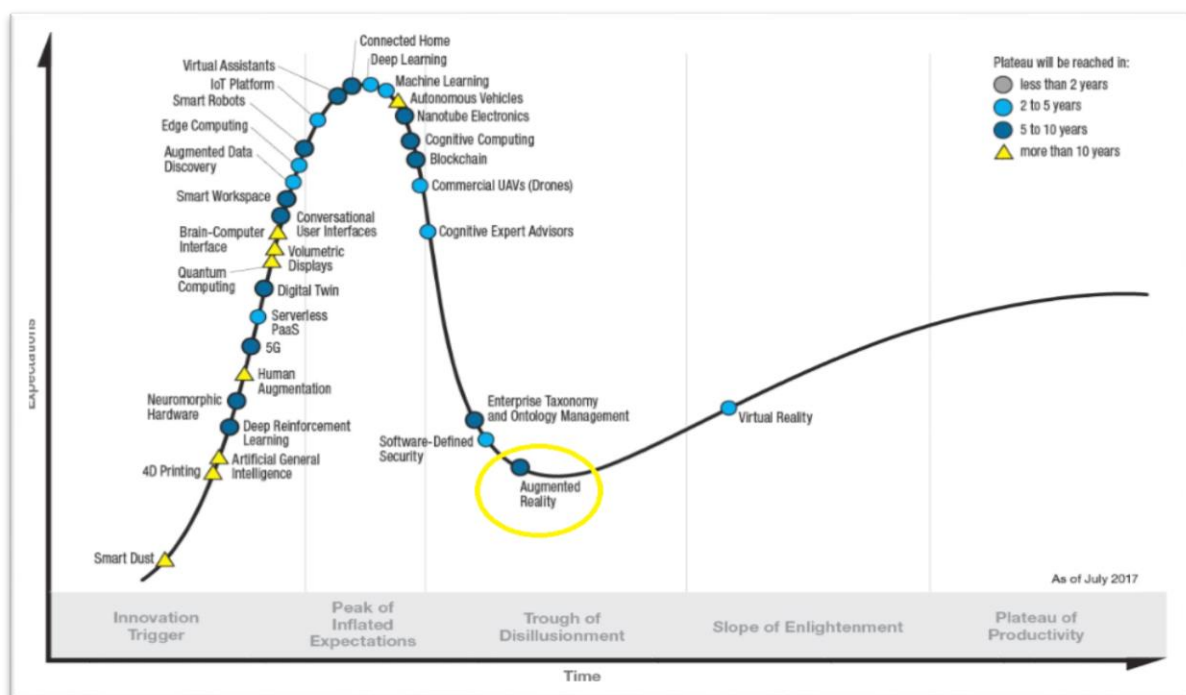 Connected Home
Deep Learning
Virtual Assistants
Machine Learning
IoT Platform
Autonomous Vehicles
Smart Robots
Nanotube Electronics
Edge Computing
Cognitive Computing
Augmented Data
Discovery
Blockchain
Commercial UAVs (Drones)
Smart Workspace
Conversational
User Interfaces
Brain-Computer
Interface
Cognitive Expert Advisors
Volumetric
Displays
Quantum
Computing
Digital Twin
Serverless
PaaS
5G
Human
Augmentation
Neuromorphic
Hardware
Deep Reinforcement
Learning
Artificial General
Intelligence
4D Printing
Smart Dust
Enterprise Taxonomy
and Ontology Management
Software-Defined
Security
Augmented
Reality
Virtual Reality
Plateau will be reached in:
less than 2 years
2 to 5 years
5 to 10 years
more than 10 years
As of July 2017
Expectations
Innovation
Trigger
Peak of
Inflated
Expectations
Trough of
Disillusionment
Slope of Enlightenment
Plateau of
Productivity
Time